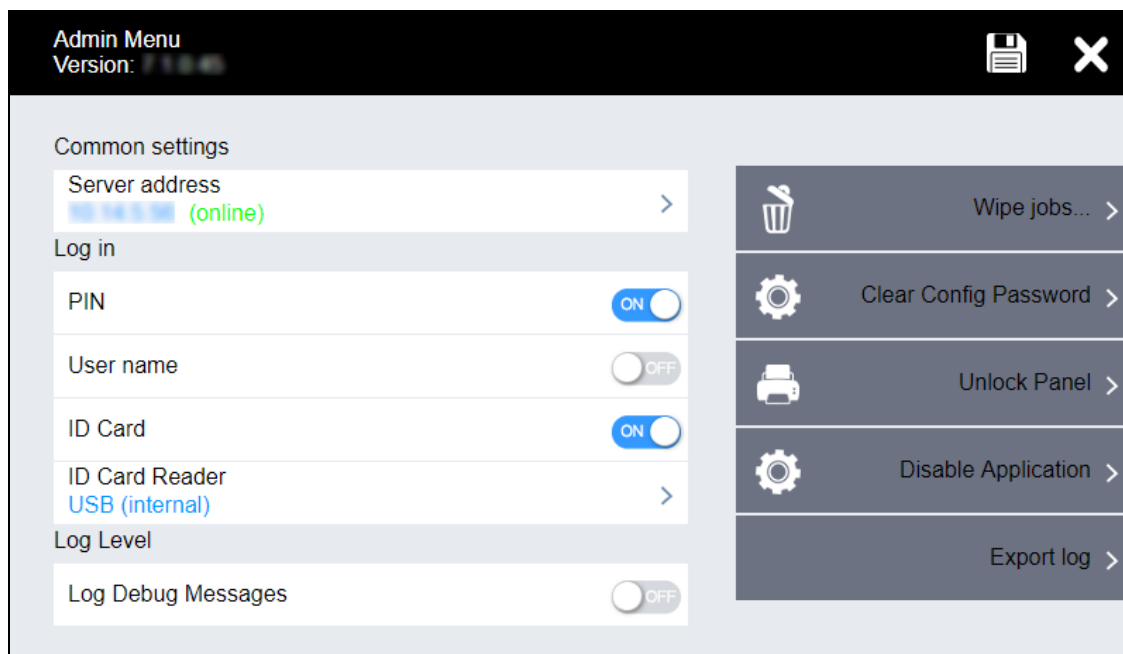 Admin Menu
Version:
Common settings
Server address
(online)
Log in
PIN
ON
User name
OFF
ID Card
ON
ID Card Reader
USB (internal)
Log Level
Log Debug Messages
OFF
Wipe jobs...
Clear Config Password
Unlock Panel
Disable Application
Export log